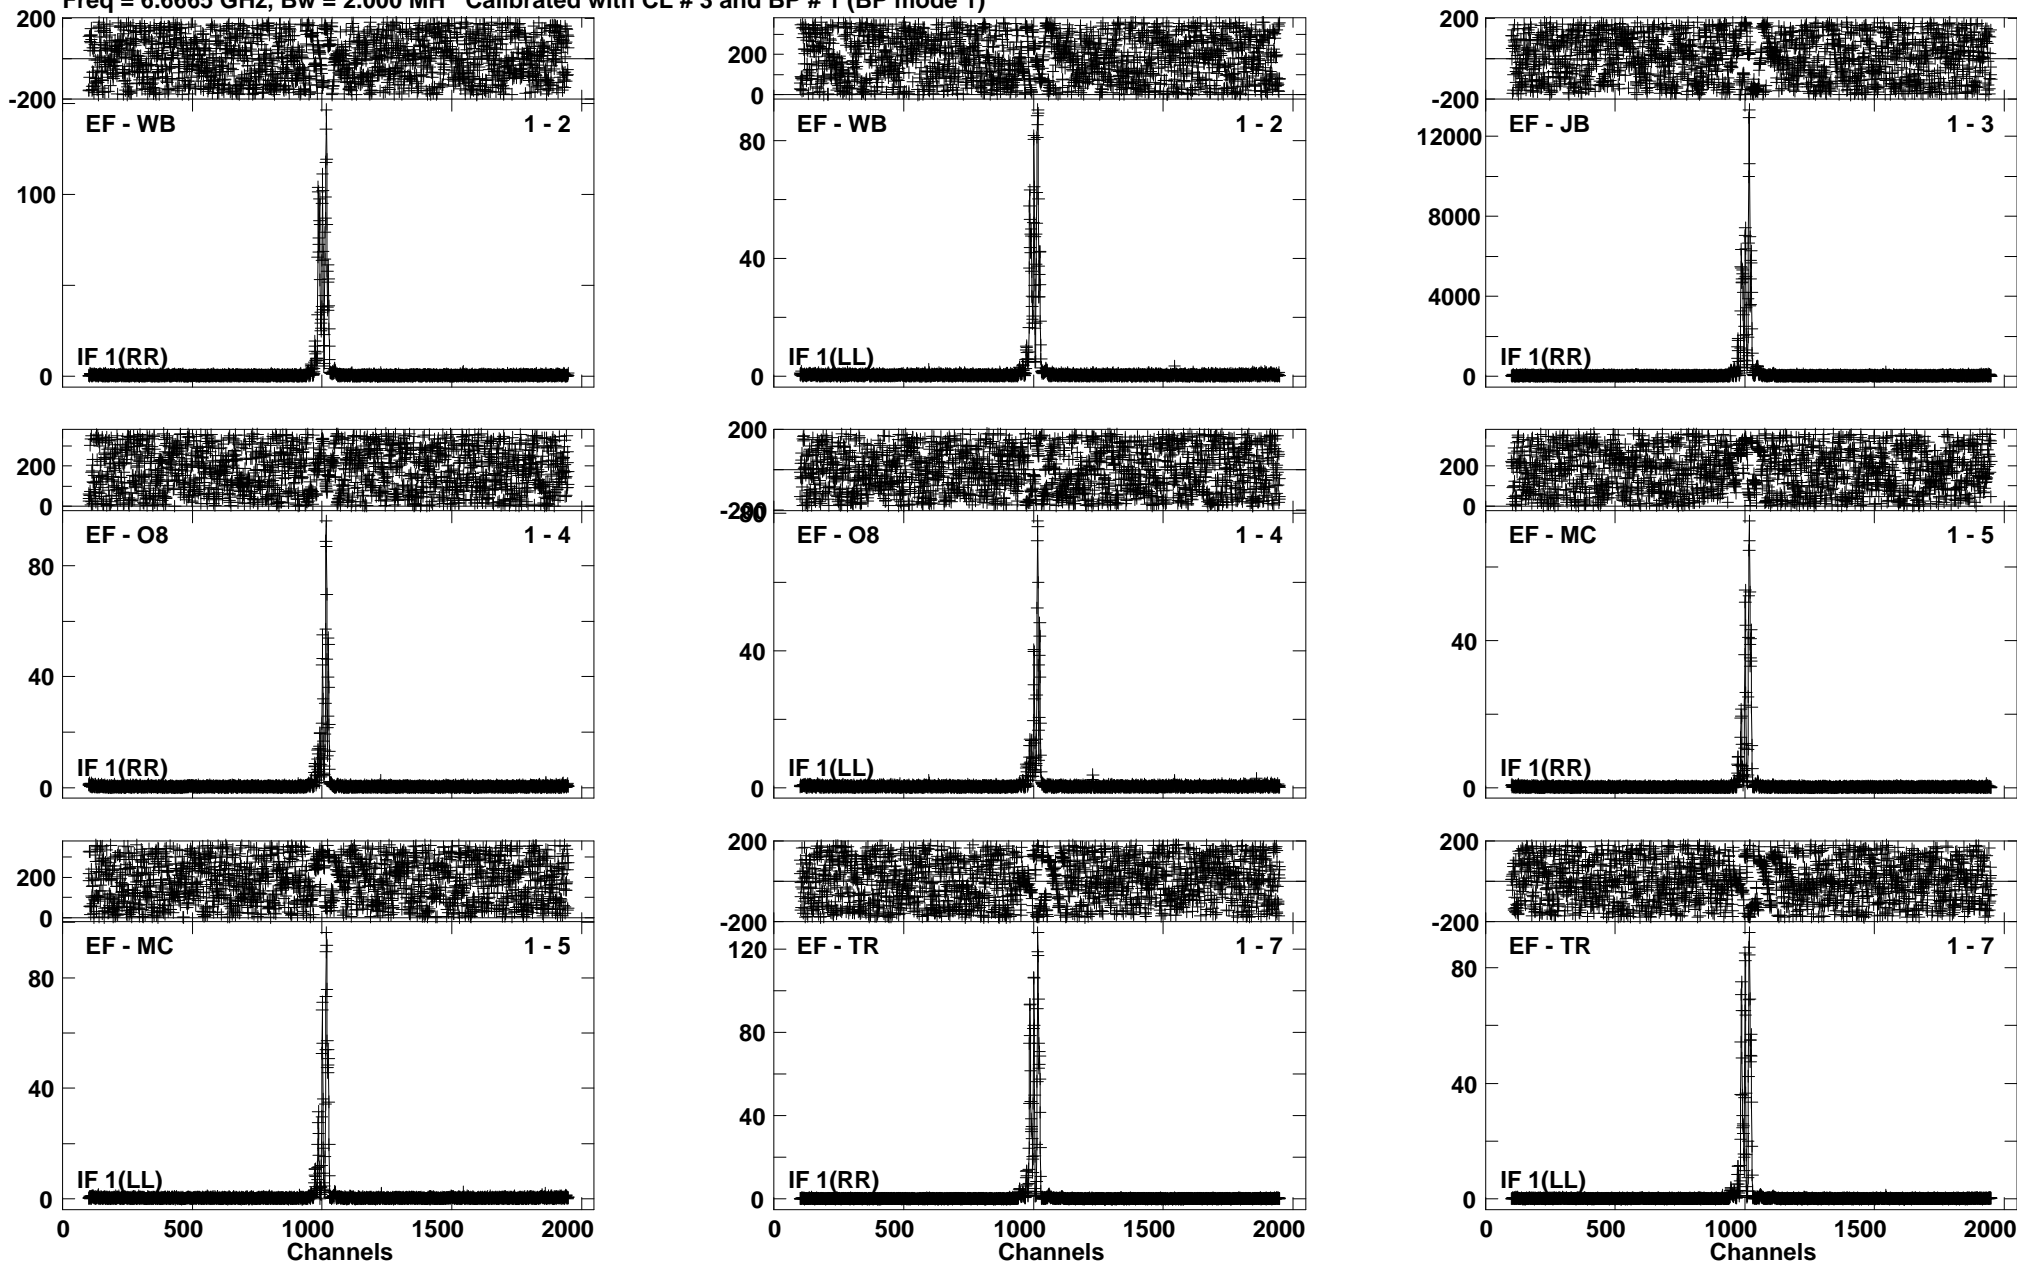 Freq = 6.6665 GHz, Bw = 2.000 MH Calibrated with CL # 3 and BP # 1 (BP mode 1)
200
-200
EF - WB 1 - 2
100
IF 1(RR)
0
200
0
EF - WB 1 - 2
80
40
IF 1(LL)
0
200
-200
EF - JB 1 - 3
12000
8000
4000
IF 1(RR)
0
200
0
EF - O8 1 - 4
80
40
IF 1(RR)
0
200
-200
80
EF - O8 1 - 4
40
IF 1(LL)
0
200
0
EF - MC 1 - 5
40
IF 1(RR)
0
200
0
EF - MC 1 - 5
80
40
IF 1(LL)
0
0 500 1000 1500 2000
Channels
200
-200
EF - TR 1 - 7
120
80
40
IF 1(RR)
0
0 500 1000 1500 2000
Channels
200
-200
EF - TR 1 - 7
80
40
IF 1(LL)
0
0 500 1000 1500 2000
Channels